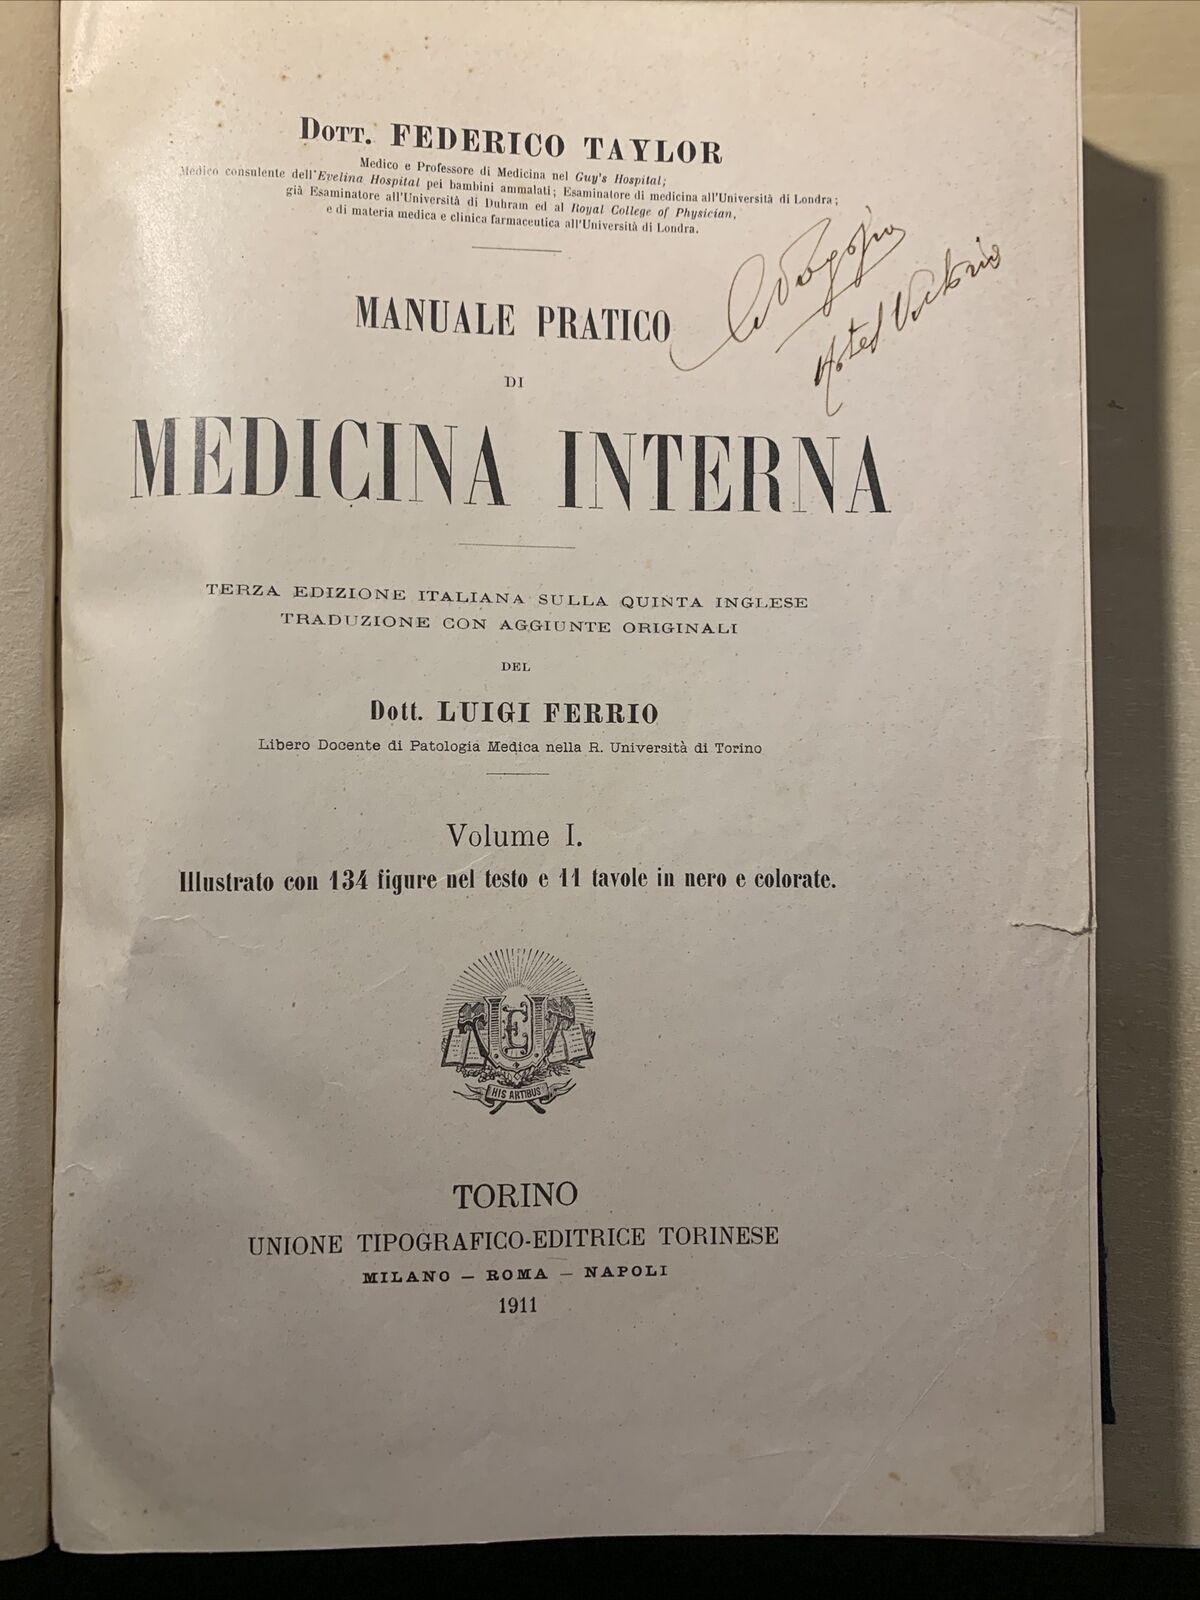 Dott. FEDERICO TAYLOR
Medico e Professore di Medicina nel Guy's Hospital;
Medico consulente dell'Evelina Hospital pei bambini ammalati; Esaminatore di medicina all'Università di Londra;
già Esaminatore all'Università di Duhram ed al Royal College of Physician,
e di materia medica e clinica farmaceutica all'Università di Londra.
MANUALE PRATICO
DI
MEDICINA INTERNA
TERZA EDIZIONE ITALIANA SULLA QUINTA INGLESE
TRADUZIONE CON AGGIUNTE ORIGINALI
DEL
Dott. LUIGI FERRIO
Libero Docente di Patologia Medica nella R. Università di Torino
Volume I.
Illustrato con 134 figure nel testo e 11 tavole in nero e colorate.
HIS ARTIBUS
TORINO
UNIONE TIPOGRAFICO-EDITRICE TORINESE
MILANO — ROMA — NAPOLI
1911